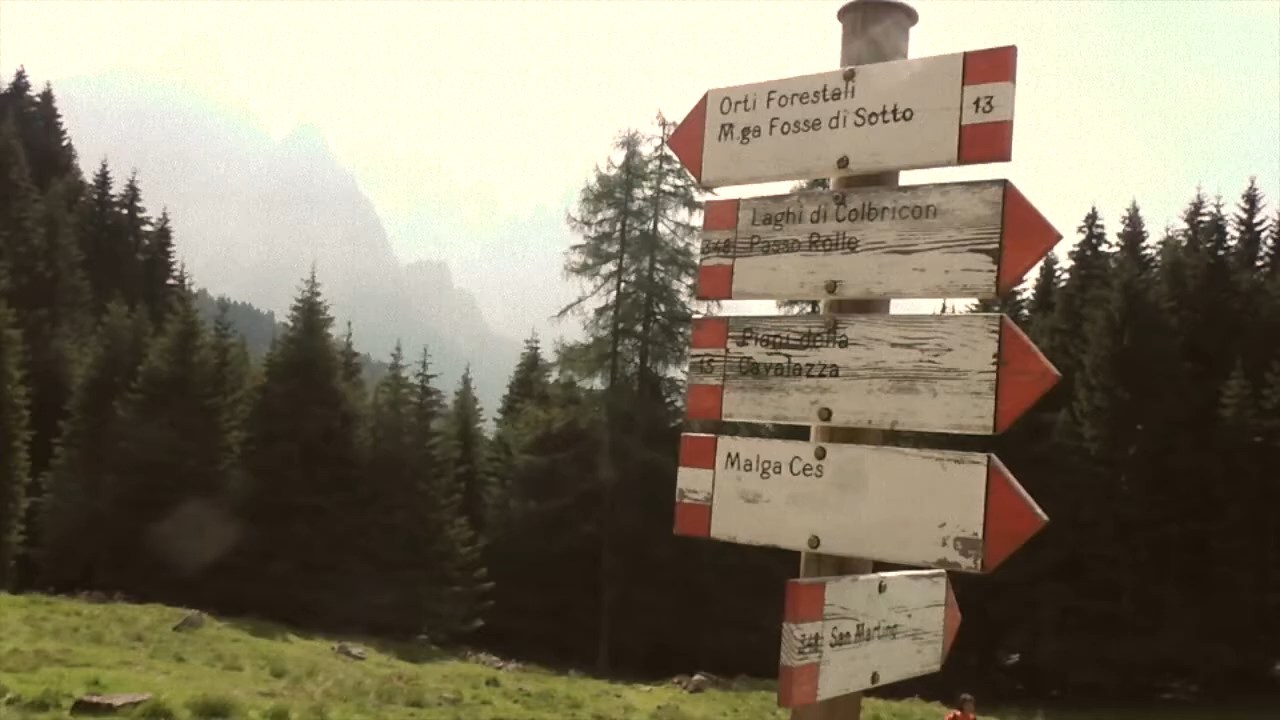 Orti Forestali
M.ga Fosse di Sotto
13
Laghi di Colbricon
348 Passo Rolle
Piani della
13 Cavalazza
Malga Ces
348 San Martino